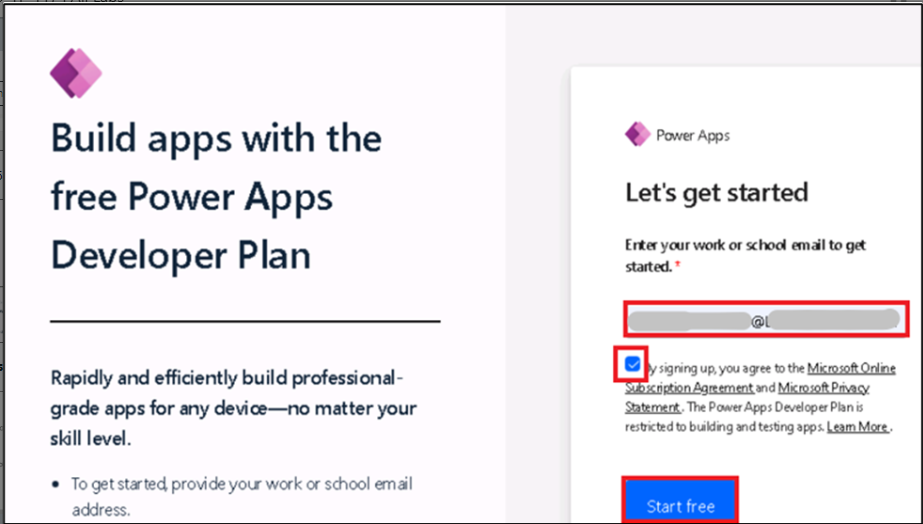 Build apps with the
free Power Apps
Developer Plan
Rapidly and efficiently build professional-
grade apps for any device—no matter your
skill level.
• To get started, provide your work or school email
address.
Power Apps
Let's get started
Enter your work or school email to get
started. *
@
y signing up, you agree to the Microsoft Online
Subscription Agreement and Microsoft Privacy
Statement. The Power Apps Developer Plan is
restricted to building and testing apps. Learn More.
Start free